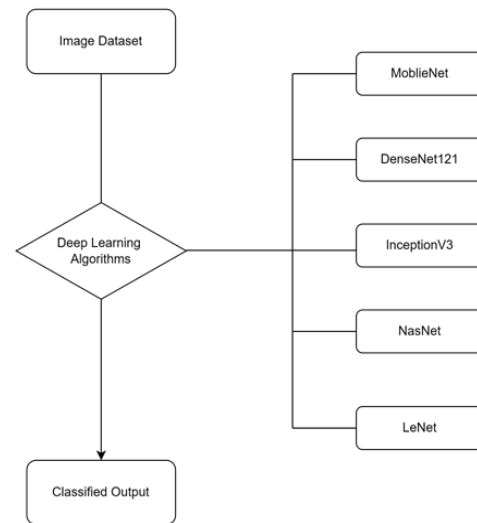 Image Dataset
MoblieNet
DenseNet121
Deep Learning
Algorithms
InceptionV3
NasNet
LeNet
Classified Output